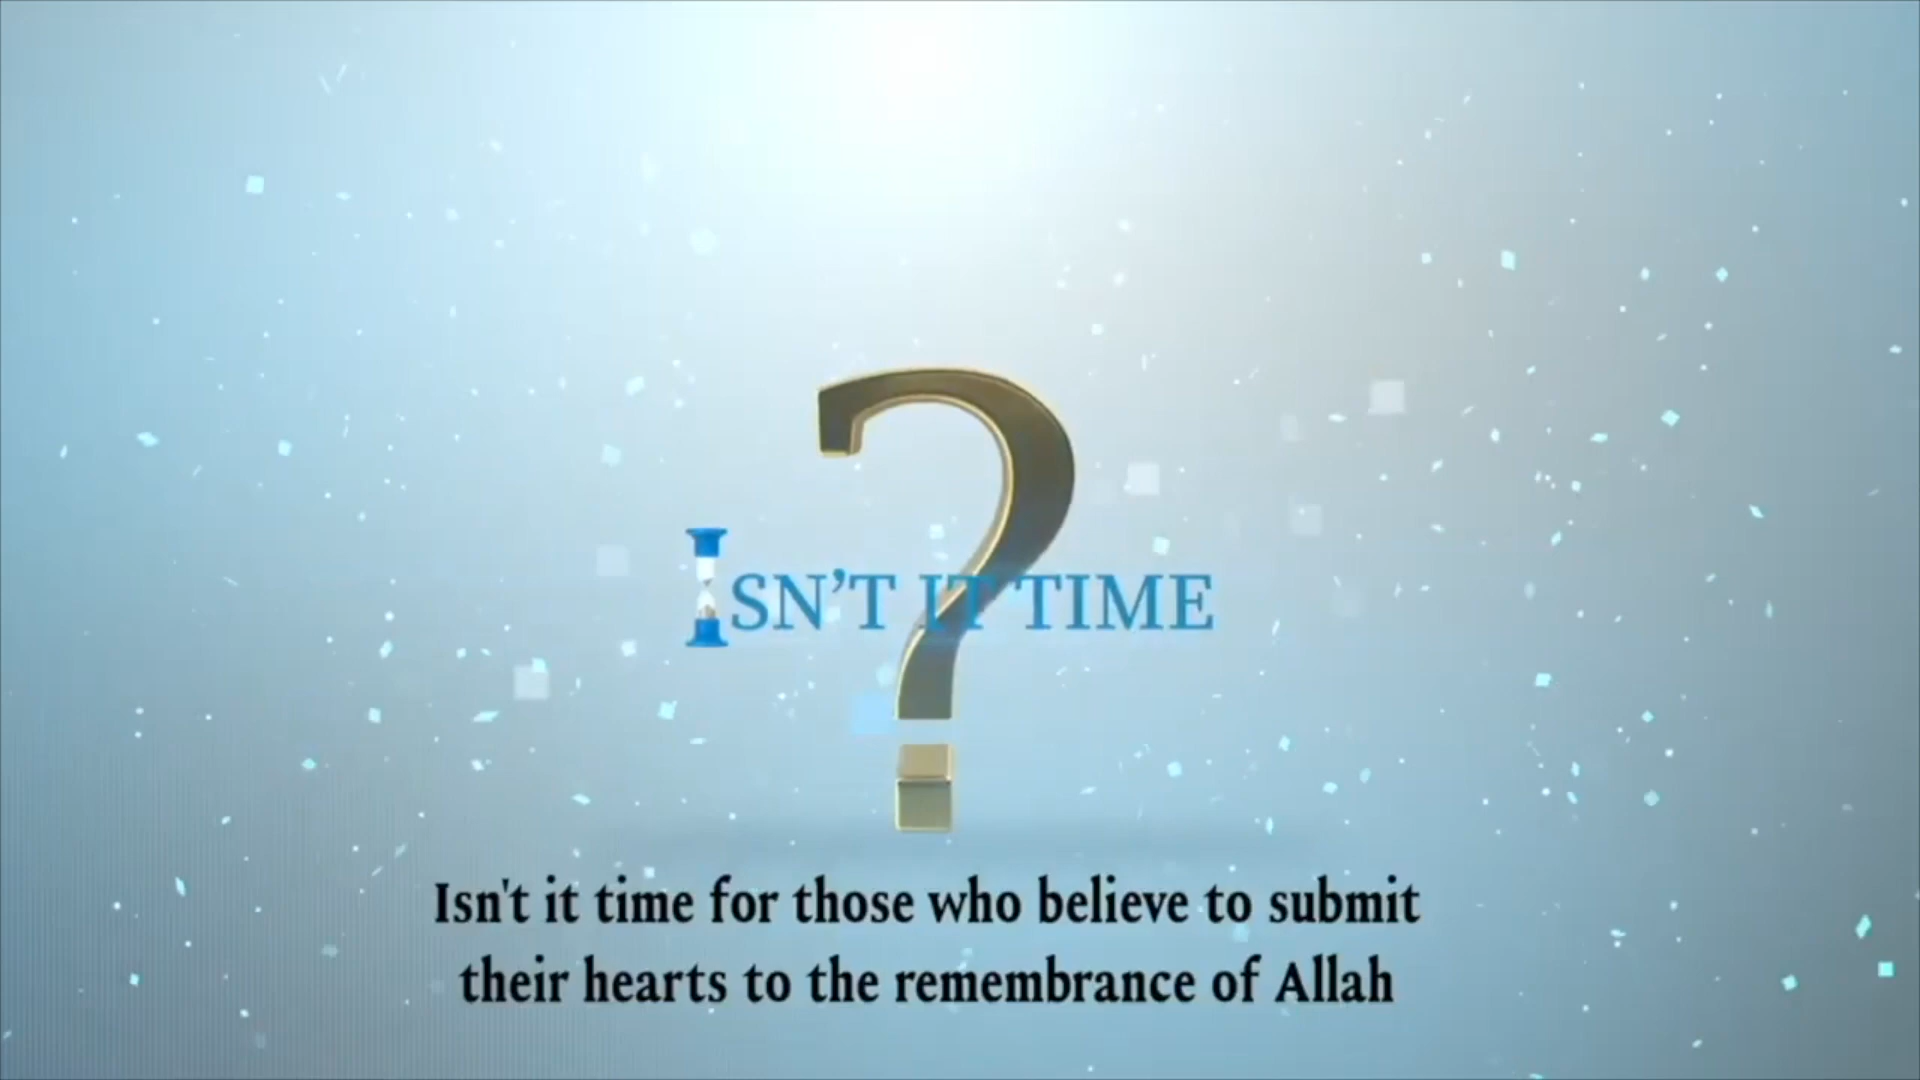 ISN'T IT TIME
?
Isn't it time for those who believe to submit
their hearts to the remembrance of Allah